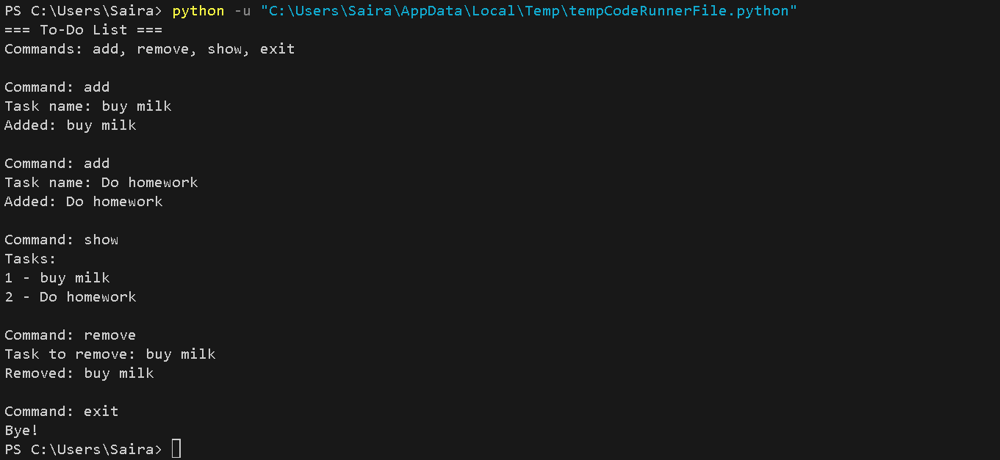 PS C:\Users\Saira> python -u "C:\Users\Saira\AppData\Local\Temp\tempCodeRunnerFile.python"
=== To-Do List ===
Commands: add, remove, show, exit

Command: add
Task name: buy milk
Added: buy milk

Command: add
Task name: Do homework
Added: Do homework

Command: show
Tasks:
1 - buy milk
2 - Do homework

Command: remove
Task to remove: buy milk
Removed: buy milk

Command: exit
Bye!
PS C:\Users\Saira>